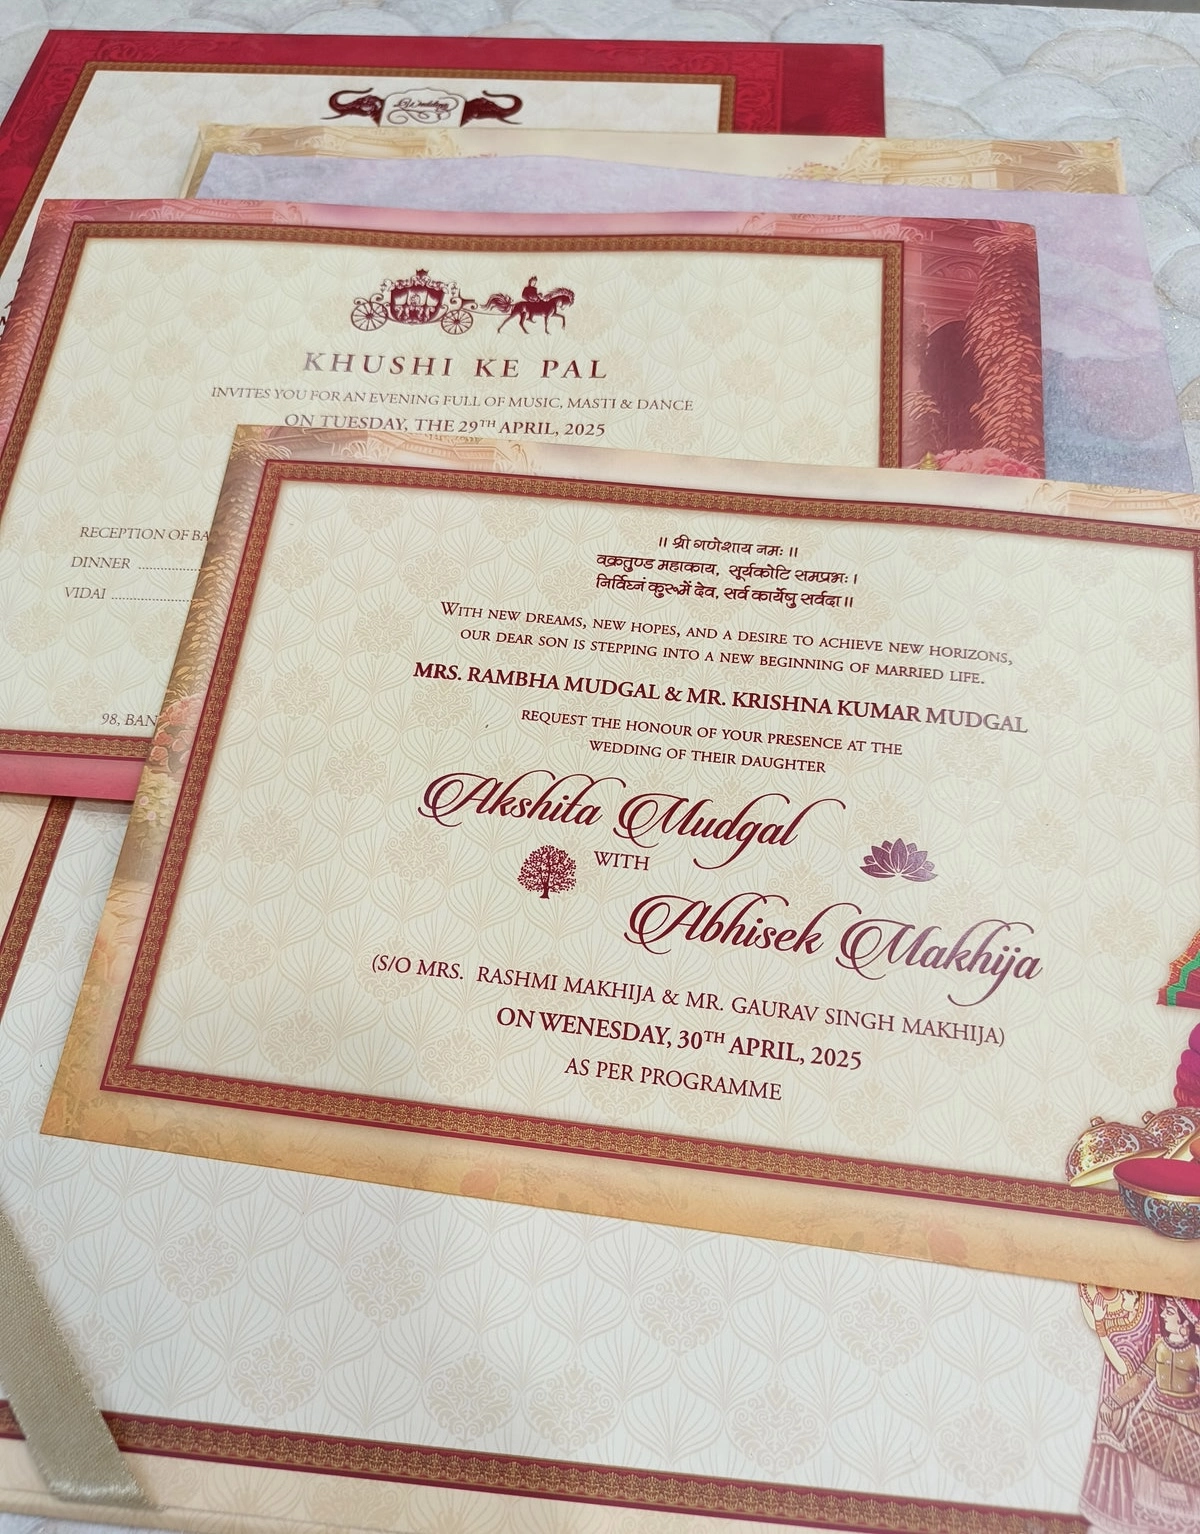 Wedding
KHUSHI KE PAL
INVITES YOU FOR AN EVENING FULL OF MUSIC, MASTI & DANCE
ON TUESDAY, THE 29TH APRIL, 2025
RECEPTION OF BA
DINNER ..............
VIDAI ....................
98, BAN
।। श्री गणेशाय नमः ।।
वक्रतुण्ड महाकाय, सूर्यकोटि समप्रभः ।
निर्विघ्नं कुरूमें देव, सर्व कार्येषु सर्वदा ।।
WITH NEW DREAMS, NEW HOPES, AND A DESIRE TO ACHIEVE NEW HORIZONS,
OUR DEAR SON IS STEPPING INTO A NEW BEGINNING OF MARRIED LIFE.
MRS. RAMBHA MUDGAL & MR. KRISHNA KUMAR MUDGAL
REQUEST THE HONOUR OF YOUR PRESENCE AT THE
WEDDING OF THEIR DAUGHTER
Akshita Mudgal
WITH
Abhisek Makhija
(S/O MRS. RASHMI MAKHIJA & MR. GAURAV SINGH MAKHIJA)
ON WENESDAY, 30TH APRIL, 2025
AS PER PROGRAMME